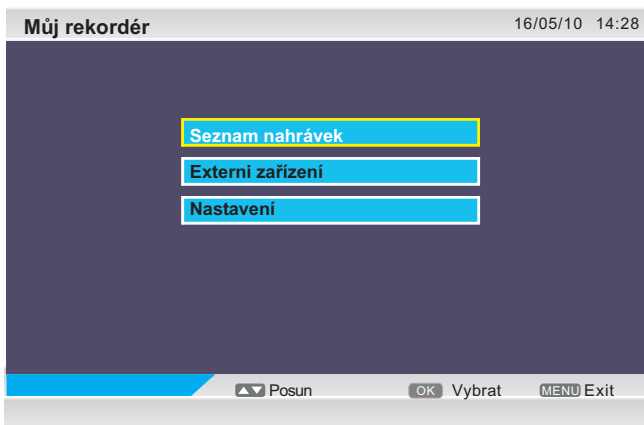 Můj rekordér 16/05/10 14:28
Seznam nahrávek
Externi zařízení
Nastavení
Posun OK Vybrat MENU Exit